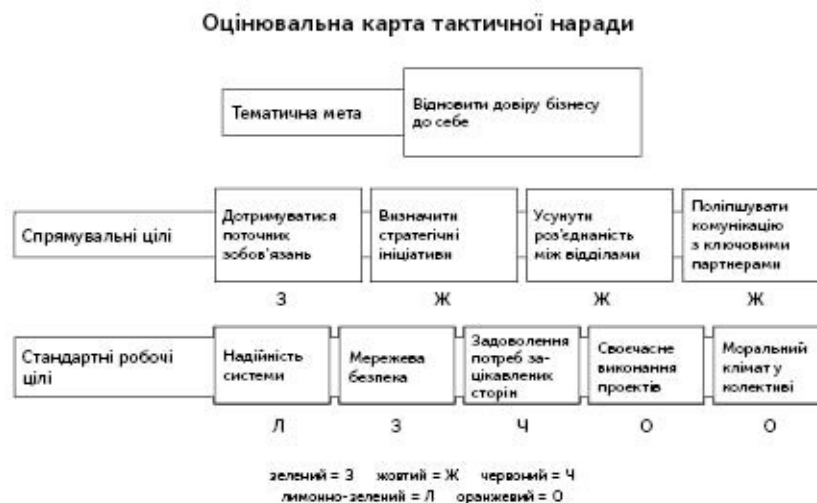 Оцінювальна карта тактичної наради
Тематична мета
Відновити довіру бізнесу
до себе
Спрямувальні цілі
Дотримуватися
поточних
зобов'язань
Визначити
стратегічні
ініціативи
Усунути
роз'єднаність
між відділами
Поліпшувати
комунікацію
з ключовими
партнерами
З
Ж
Ж
Ж
Стандартні робочі
цілі
Надійність
системи
Мережева
безпека
Задоволення
потреб за-
цікавлених
сторін
Своєчасне
виконання
проектів
Моральний
клімат у
колективі
Л
З
Ч
О
О
зелений = З жовтий = Ж червоний = Ч
лимонно-зелений = Л оранжевий = О